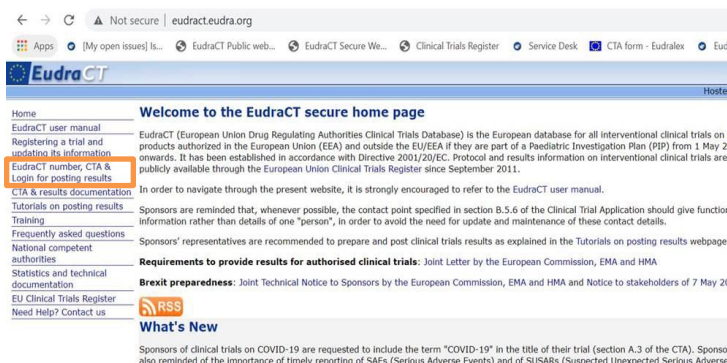 Not secure | eudract.eudra.org
Apps [My open issues] Is... EudraCT Public web... EudraCT Secure We... Clinical Trials Register Service Desk CTA form - Eudralex
EudraCT
Home
EudraCT user manual
Registering a trial and
updating its information
EudraCT number, CTA &
Login for posting results
CTA & results documentation
Tutorials on posting results
Training
Frequently asked questions
National competent
authorities
Statistics and technical
documentation
EU Clinical Trials Register
Need Help? Contact us
Welcome to the EudraCT secure home page
EudraCT (European Union Drug Regulating Authorities Clinical Trials Database) is the European database for all interventional clinical trials on
products authorized in the European Union (EEA) and outside the EU/EEA if they are part of a Paediatric Investigation Plan (PIP) from 1 May 2
onwards. It has been established in accordance with Directive 2001/20/EC. Protocol and results information on interventional clinical trials are
publicly available through the European Union Clinical Trials Register since September 2011.
In order to navigate through the present website, it is strongly encouraged to refer to the EudraCT user manual.
Sponsors are reminded that, whenever possible, the contact point specified in section B.5.6 of the Clinical Trial Application should give function
information rather than details of one "person", in order to avoid the need for update and maintenance of these contact details.
Sponsors' representatives are recommended to prepare and post clinical trials results as explained in the Tutorials on posting results webpage
Requirements to provide results for authorised clinical trials: Joint Letter by the European Commission, EMA and HMA
Brexit preparedness: Joint Technical Notice to Sponsors by the European Commission, EMA and HMA and Notice to stakeholders of 7 May 2
RSS
What's New
Sponsors of clinical trials on COVID-19 are requested to include the term "COVID-19" in the title of their trial (section A.3 of the CTA). Sponso
also reminded of the importance of timely reporting of SAEs (Serious Adverse Events) and of SUSARs (Suspected Unexpected Serious Adverse